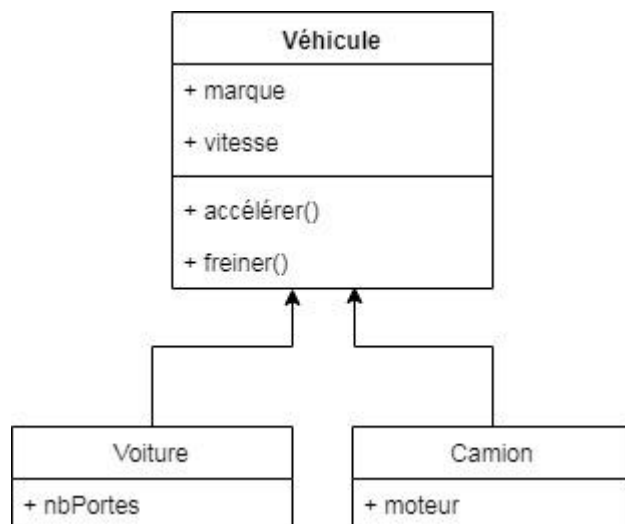 Véhicule
+ marque
+ vitesse
+ accélérer()
+ freiner()
Voiture
+ nbPortes
Camion
+ moteur